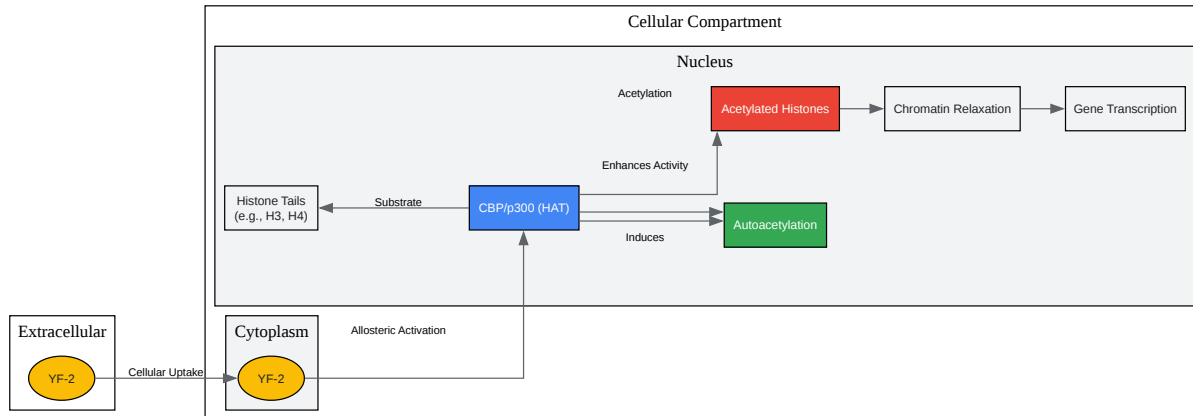 Cellular Compartment
Nucleus
Acetylation
Acetylated Histones
Chromatin Relaxation
Gene Transcription
Enhances Activity
Histone Tails
(e.g., H3, H4)
Substrate
CBP/p300 (HAT)
Autoacetylation
Induces
Extracellular
Cytoplasm
Allosteric Activation
YF-2
Cellular Uptake
YF-2